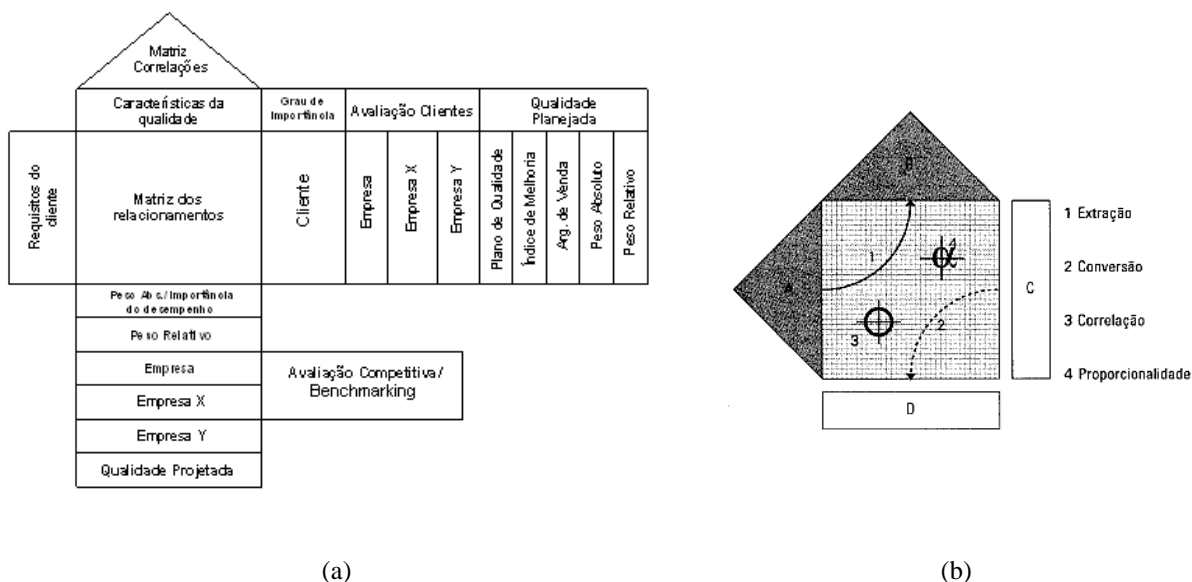 Matriz
Correlações
Características da
qualidade
Grau de
Importância
Avaliação Clientes
Qualidade
Planejada
Requisitos do
cliente
Matriz dos
relacionamentos
Cliente
Empresa
Empresa X
Empresa Y
Plano de Qualidade
Índice de Melhoria
Arg. de Venda
Peso Absoluto
Peso Relativo
Peso Abs./Importância
do desempenho
Peso Relativo
Empresa
Empresa X
Empresa Y
Qualidade Projetada
Avaliação Competitiva/
Benchmarking
(a)
B
A
1
α
4
3
2
C
D
1 Extração
2 Conversão
3 Correlação
4 Proporcionalidade
(b)